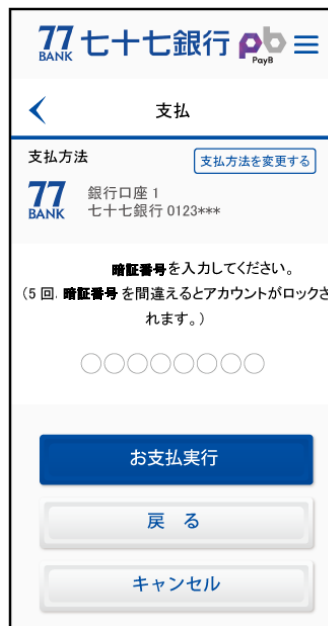 77 BANK 七十七銀行 pb PayB
支払
支払方法
支払方法を変更する
77 BANK
銀行口座 1
七十七銀行 0123***
暗証番号を入力してください。
(5 回. 暗証番号 を間違えるとアカウントがロックさ
れます。)
お支払実行
戻 る
キャンセル